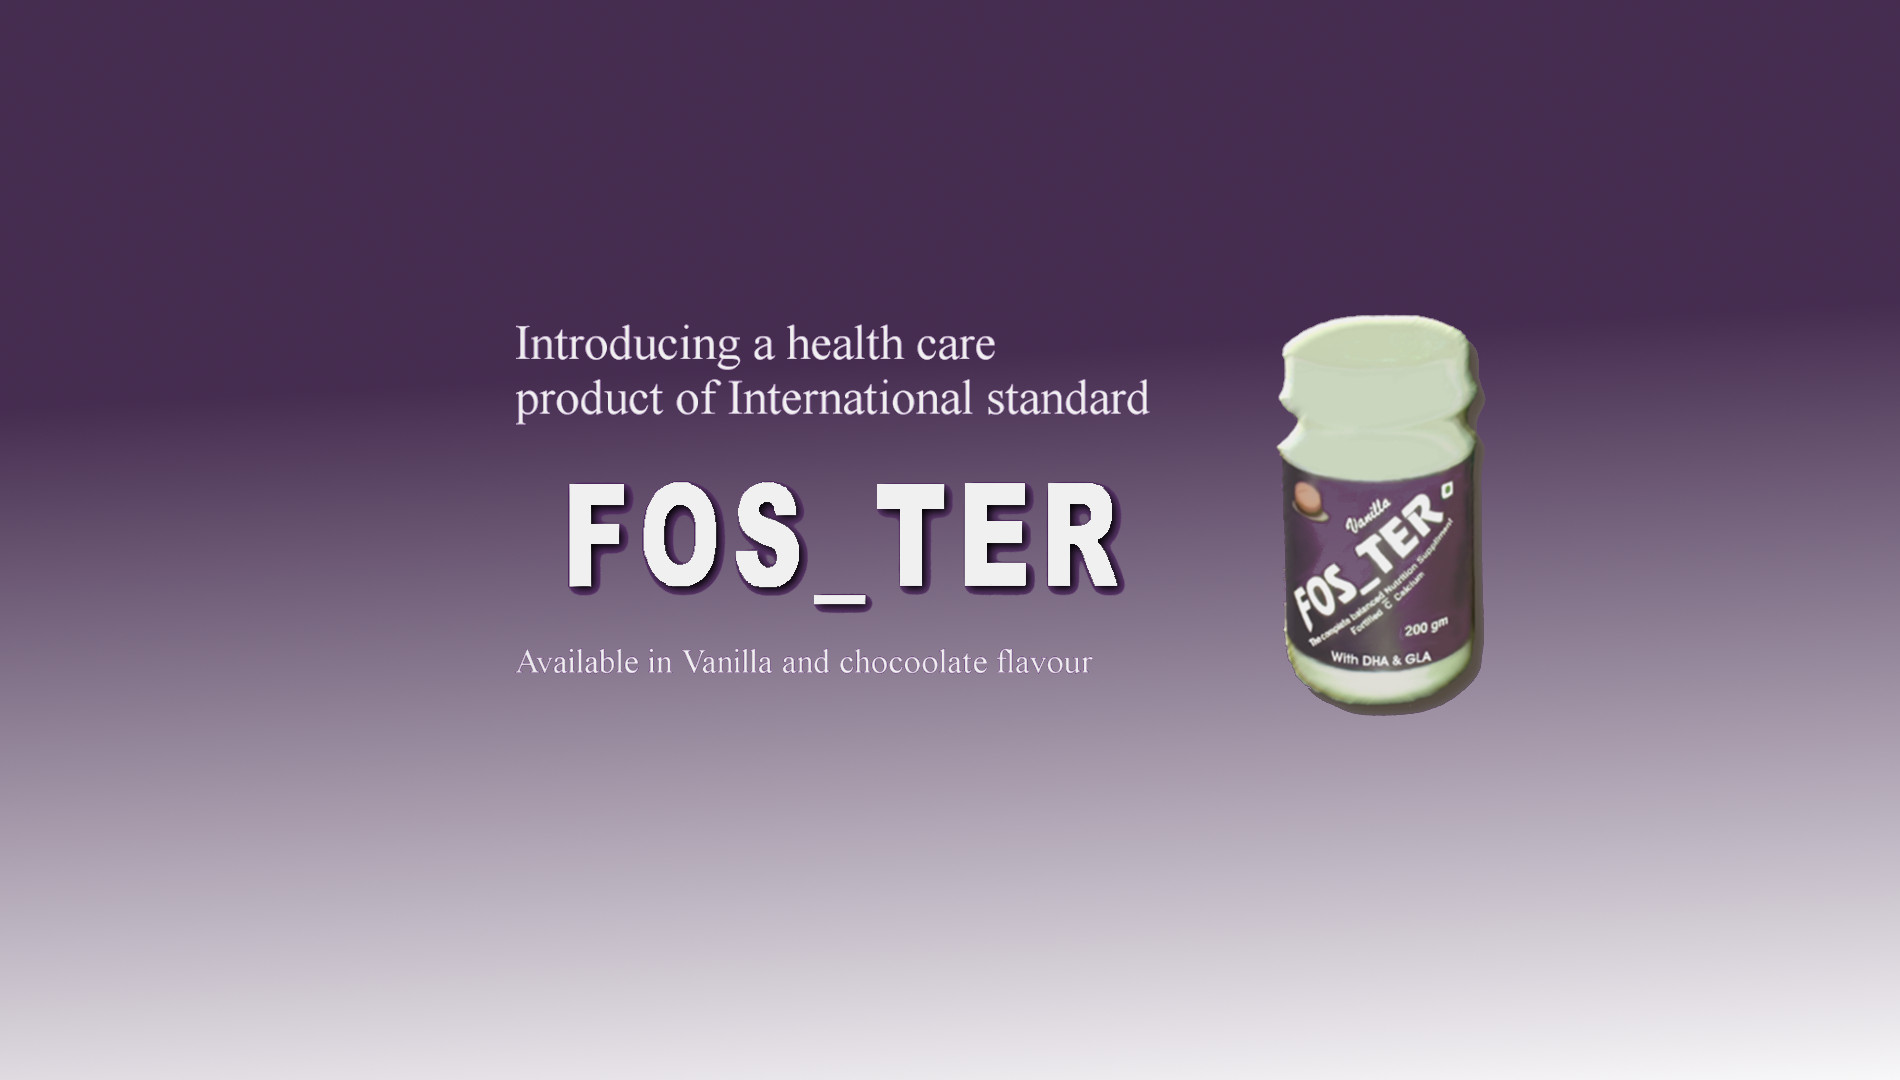 Introducing a health care
product of International standard
FOS_TER
Available in Vanilla and chocoolate flavour
Vanilla
FOS_TER
The complete balanced Nutrition Suppliment
Fortified C̄ Calcium
200 gm
With DHA & GLA